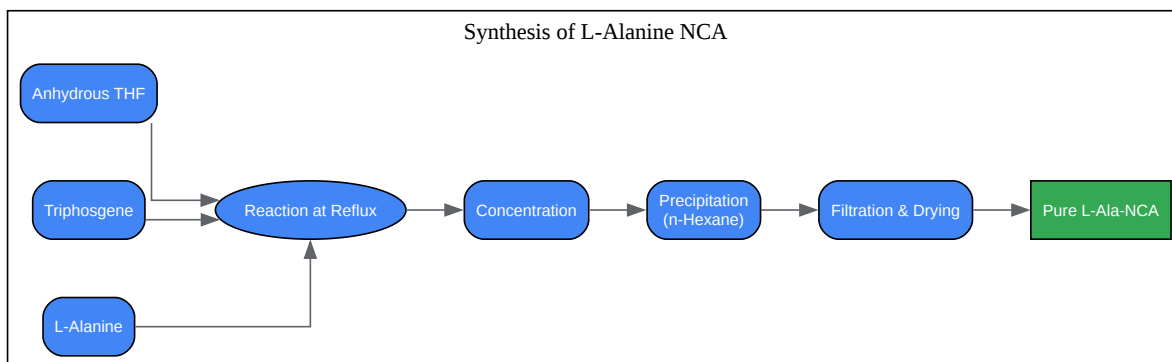 Synthesis of L-Alanine NCA
Anhydrous THF
Triphosgene
L-Alanine
Reaction at Reflux
Concentration
Precipitation
(n-Hexane)
Filtration & Drying
Pure L-Ala-NCA